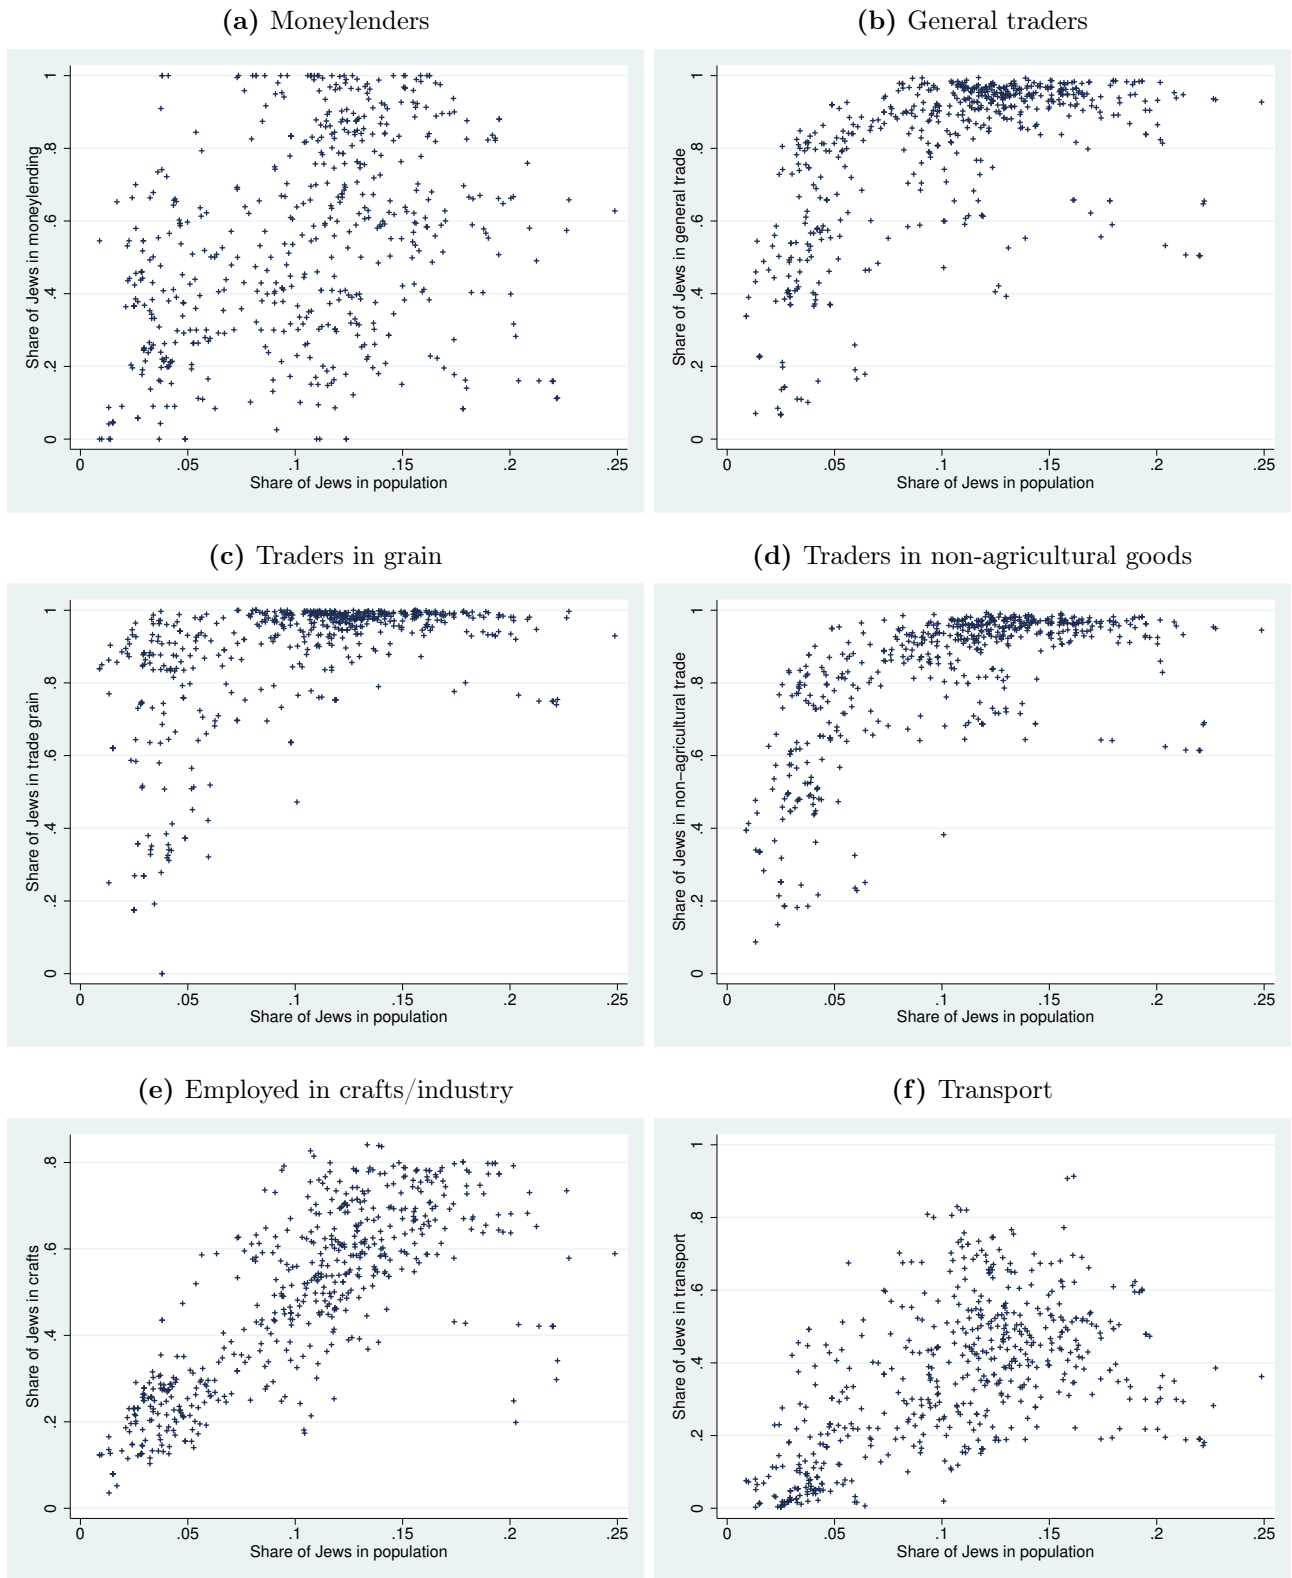 (a) Moneylenders
(b) General traders
Share of Jews in moneylending
0 .2 .4 .6 .8 1
0 .05 .1 .15 .2 .25
Share of Jews in population
Share of Jews in general trade
0 .2 .4 .6 .8 1
0 .05 .1 .15 .2 .25
Share of Jews in population
(c) Traders in grain
(d) Traders in non-agricultural goods
Share of Jews in trade grain
0 .2 .4 .6 .8 1
0 .05 .1 .15 .2 .25
Share of Jews in population
Share of Jews in non−agricultural trade
0 .2 .4 .6 .8 1
0 .05 .1 .15 .2 .25
Share of Jews in population
(e) Employed in crafts/industry
(f) Transport
Share of Jews in crafts
0 .2 .4 .6 .8
0 .05 .1 .15 .2 .25
Share of Jews in population
Share of Jews in transport
0 .2 .4 .6 .8 1
0 .05 .1 .15 .2 .25
Share of Jews in population